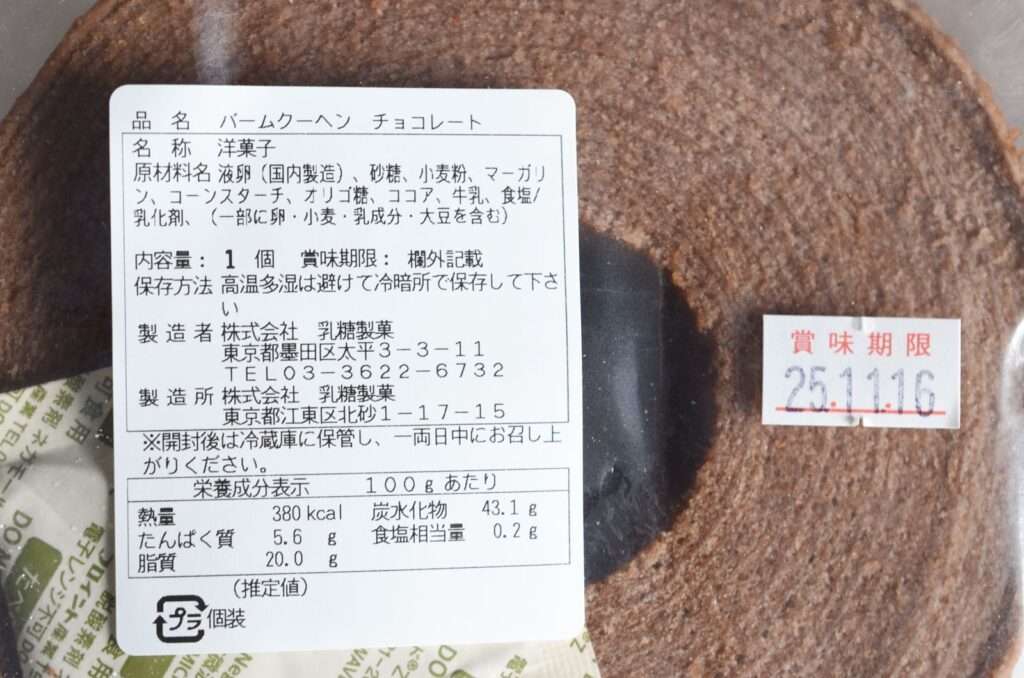 品名 バームクーヘン チョコレート
名称 洋菓子
原材料名 液卵（国内製造）、砂糖、小麦粉、マーガリ
ン、コーンスターチ、オリゴ糖、ココア、牛乳、食塩/
乳化剤、（一部に卵・小麦・乳成分・大豆を含む）
内容量： 1 個 賞味期限： 欄外記載
保存方法 高温多湿は避けて冷暗所で保存して下さ
い
製造者 株式会社 乳糖製菓
東京都墨田区太平３－３－１１
ＴＥＬ０３－３６２２－６７３２
製造所 株式会社 乳糖製菓
東京都江東区北砂１－１７－１５
※開封後は冷蔵庫に保管し、一両日中にお召し上
がりください。
栄養成分表示 １００ｇあたり
熱量 380 kcal 炭水化物 43.1 g
たんぱく質 5.6 g 食塩相当量 0.2 g
脂質 20.0 g
（推定値）
プラ 個装
賞味期限
25.11.16